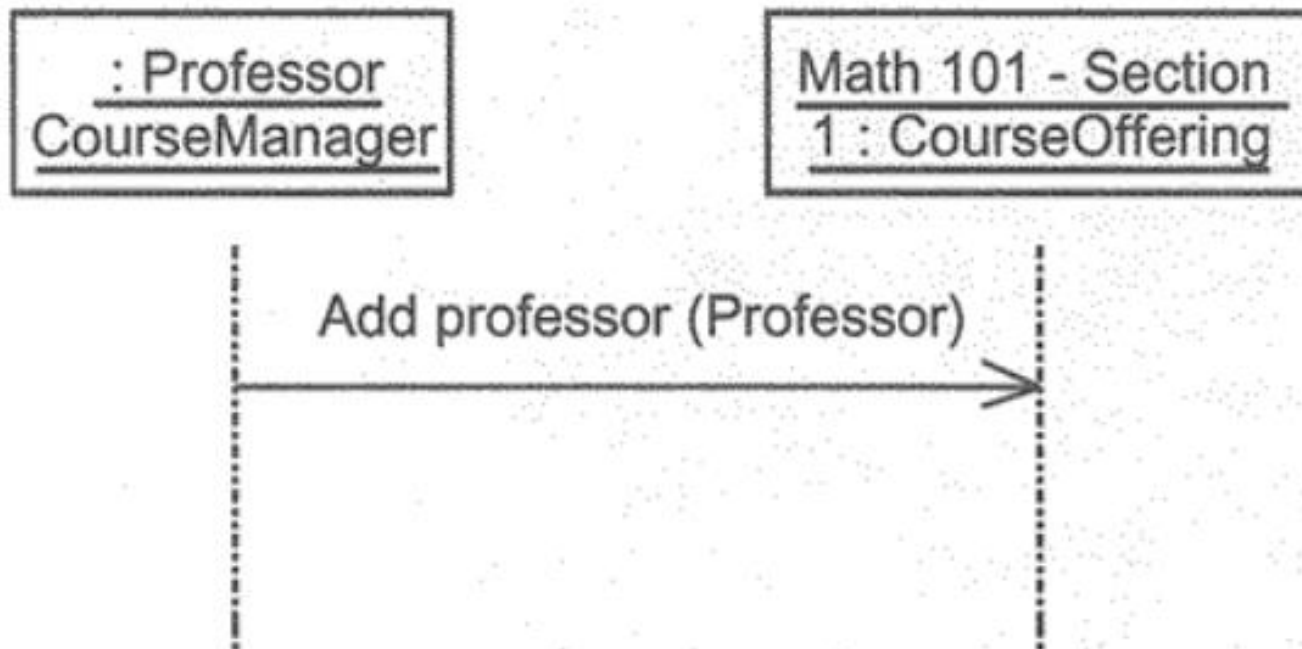 : Professor
CourseManager
Math 101 - Section
1 : CourseOffering
Add professor (Professor)